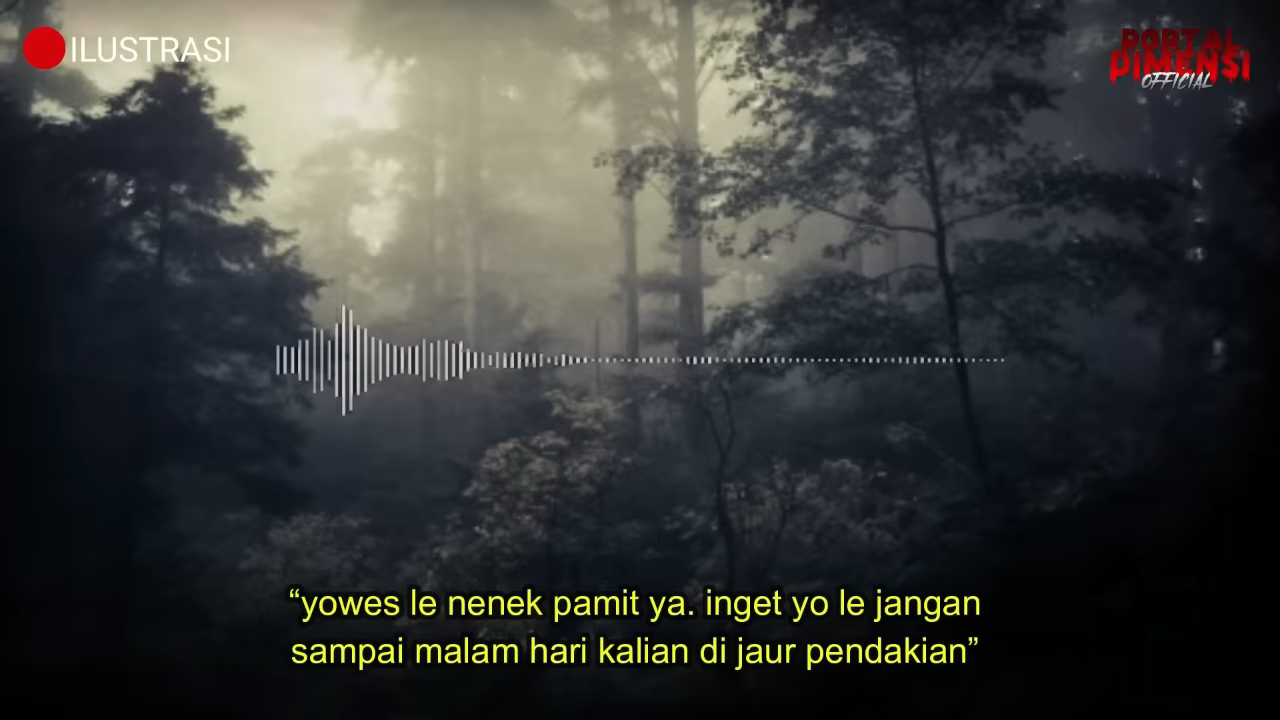 ILUSTRASI
PORTAL
DIMENSI
OFFICIAL
“yowes le nenek pamit ya. inget yo le jangan
sampai malam hari kalian di jaur pendakian”